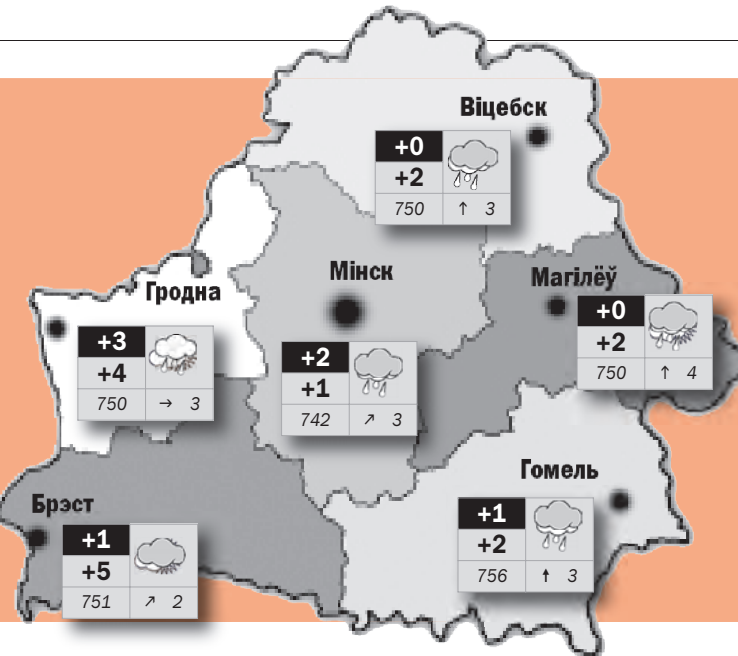 Віцебск
+0
+2
750 ↑ 3
Мінск
+2
+1
742 ↗ 3
Магілёў
+0
+2
750 ↑ 4
Гродна
+3
+4
750 → 3
Гомель
+1
+2
756 ↑ 3
Брэст
+1
+5
751 ↗ 2